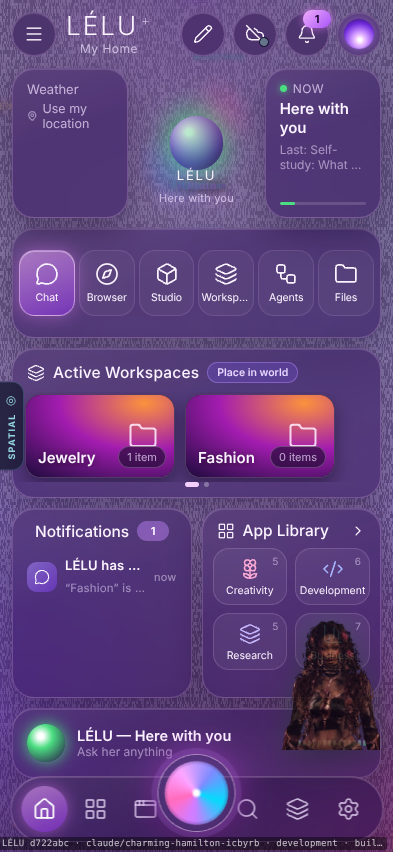 LÉLU +
My Home
1
Weather
Use my
location
LÉLU
Here with you
NOW
Here with
you
Last: Self-
study: What ...
Chat
Browser
Studio
Worksp...
Agents
Files
SPATIAL
Active Workspaces
Place in world
Jewelry
1 item
Fashion
0 items
Notifications
1
LÉLU has ...
now
“Fashion” is ...
App Library
5
Creativity
6
Development
5
Research
7
LÉLU — Here with you
Ask her anything
LÉLU d722abc · claude/charming-hamilton-icbyrb · development · buil…